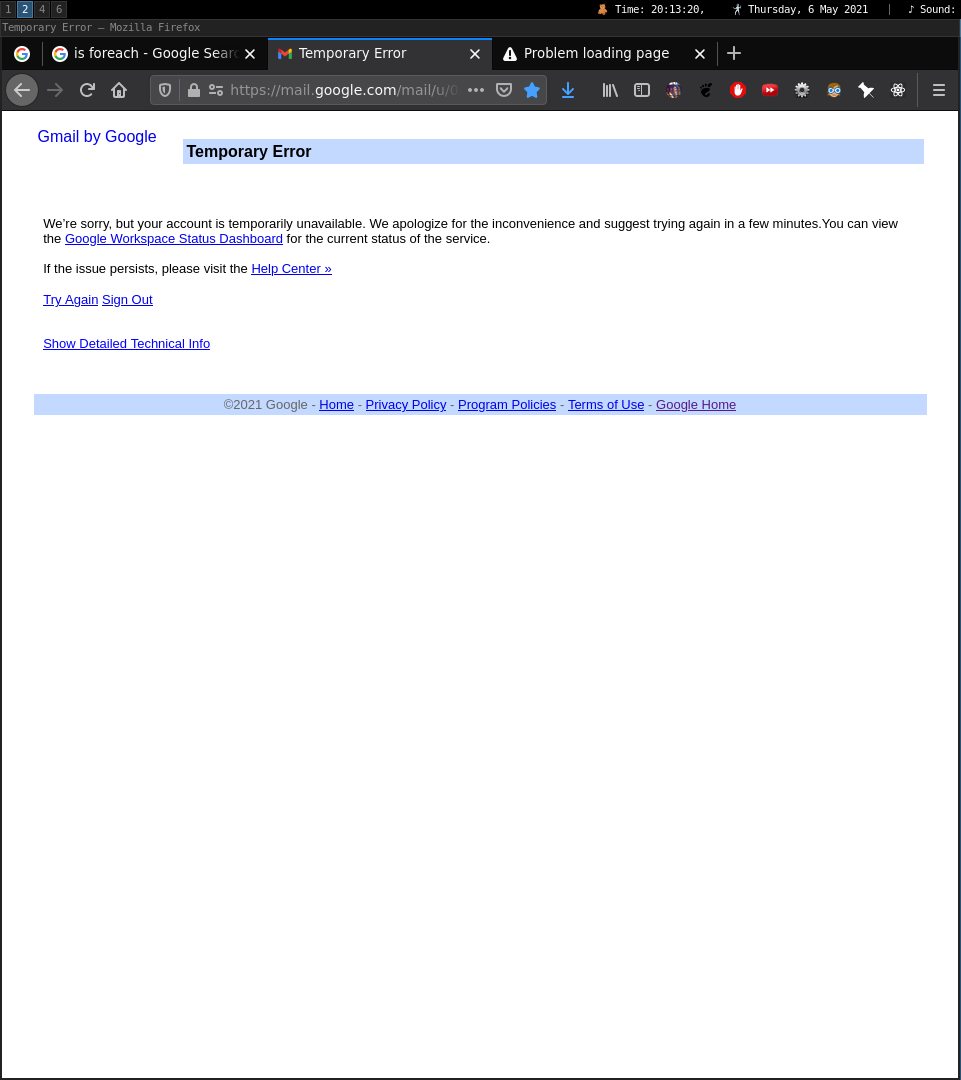 1 2 4 6 Time: 20:13:20, Thursday, 6 May 2021 | ♪ Sound:
Temporary Error — Mozilla Firefox
is foreach - Google Searc Temporary Error Problem loading page
https://mail.google.com/mail/u/0
Gmail by Google
Temporary Error
We’re sorry, but your account is temporarily unavailable. We apologize for the inconvenience and suggest trying again in a few minutes.You can view
the Google Workspace Status Dashboard for the current status of the service.
If the issue persists, please visit the Help Center »
Try Again Sign Out
Show Detailed Technical Info
©2021 Google - Home - Privacy Policy - Program Policies - Terms of Use - Google Home